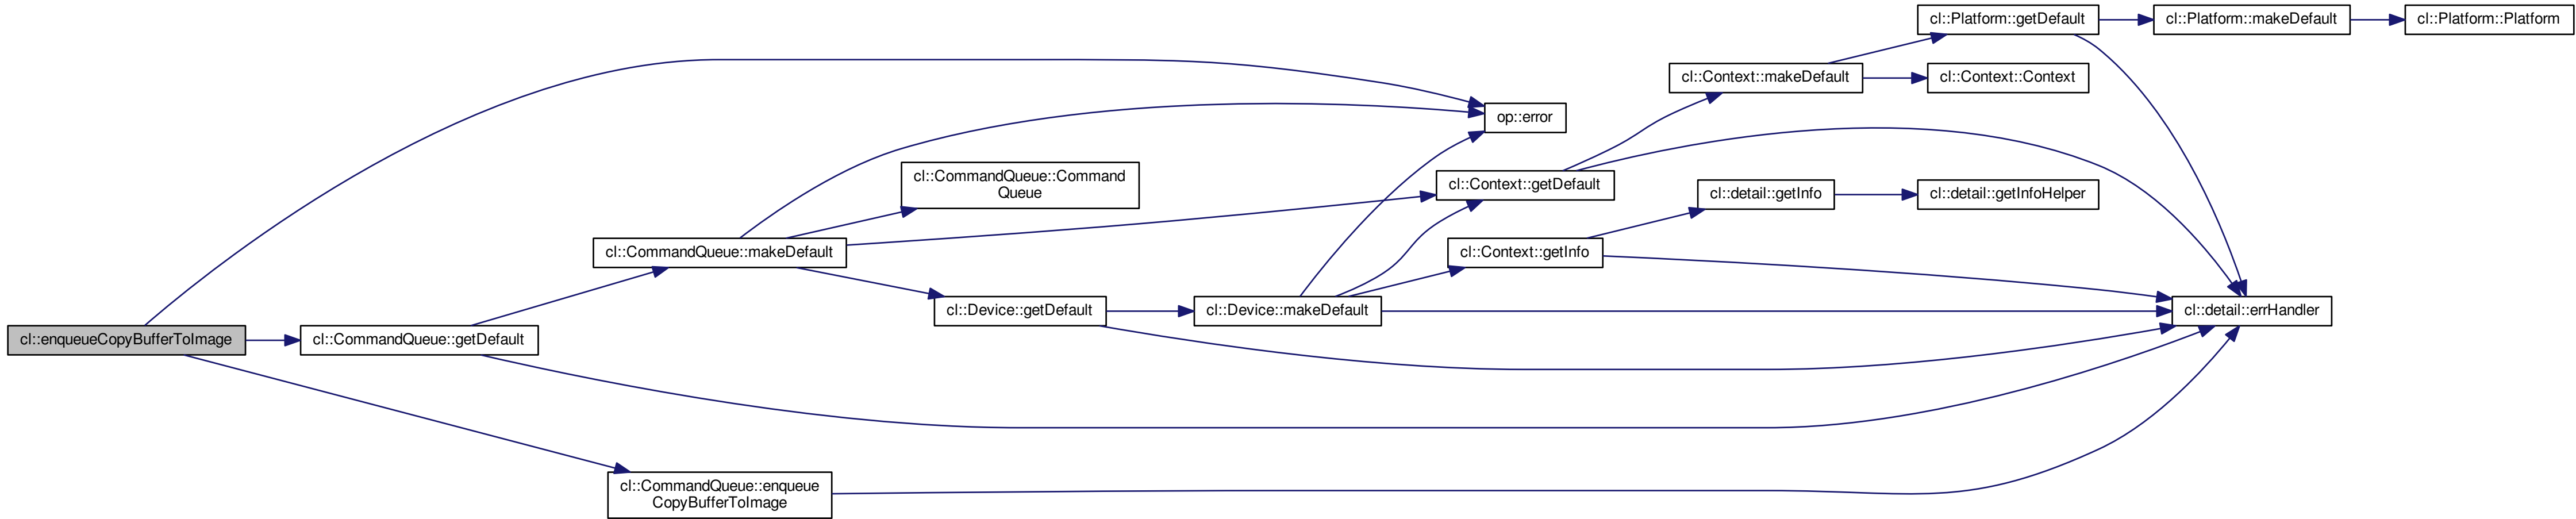 cl::Platform::getDefault
cl::Platform::makeDefault
cl::Platform::Platform
cl::Context::makeDefault
cl::Context::Context
op::error
cl::CommandQueue::Command
Queue
cl::Context::getDefault
cl::detail::getInfo
cl::detail::getInfoHelper
cl::CommandQueue::makeDefault
cl::Context::getInfo
cl::Device::getDefault
cl::Device::makeDefault
cl::detail::errHandler
cl::enqueueCopyBufferToImage
cl::CommandQueue::getDefault
cl::CommandQueue::enqueue
CopyBufferToImage